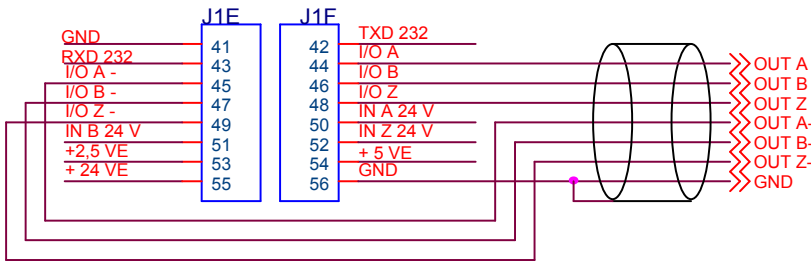 J1E
J1F
GND
41
RXD 232
43
I/O A -
45
I/O B -
47
I/O Z -
49
IN B 24 V
51
+2,5 VE
53
+ 24 VE
55
42
TXD 232
44
I/O A
46
I/O B
48
I/O Z
50
IN A 24 V
52
IN Z 24 V
54
+ 5 VE
56
GND
OUT A
OUT B
OUT Z
OUT A-
OUT B-
OUT Z-
GND